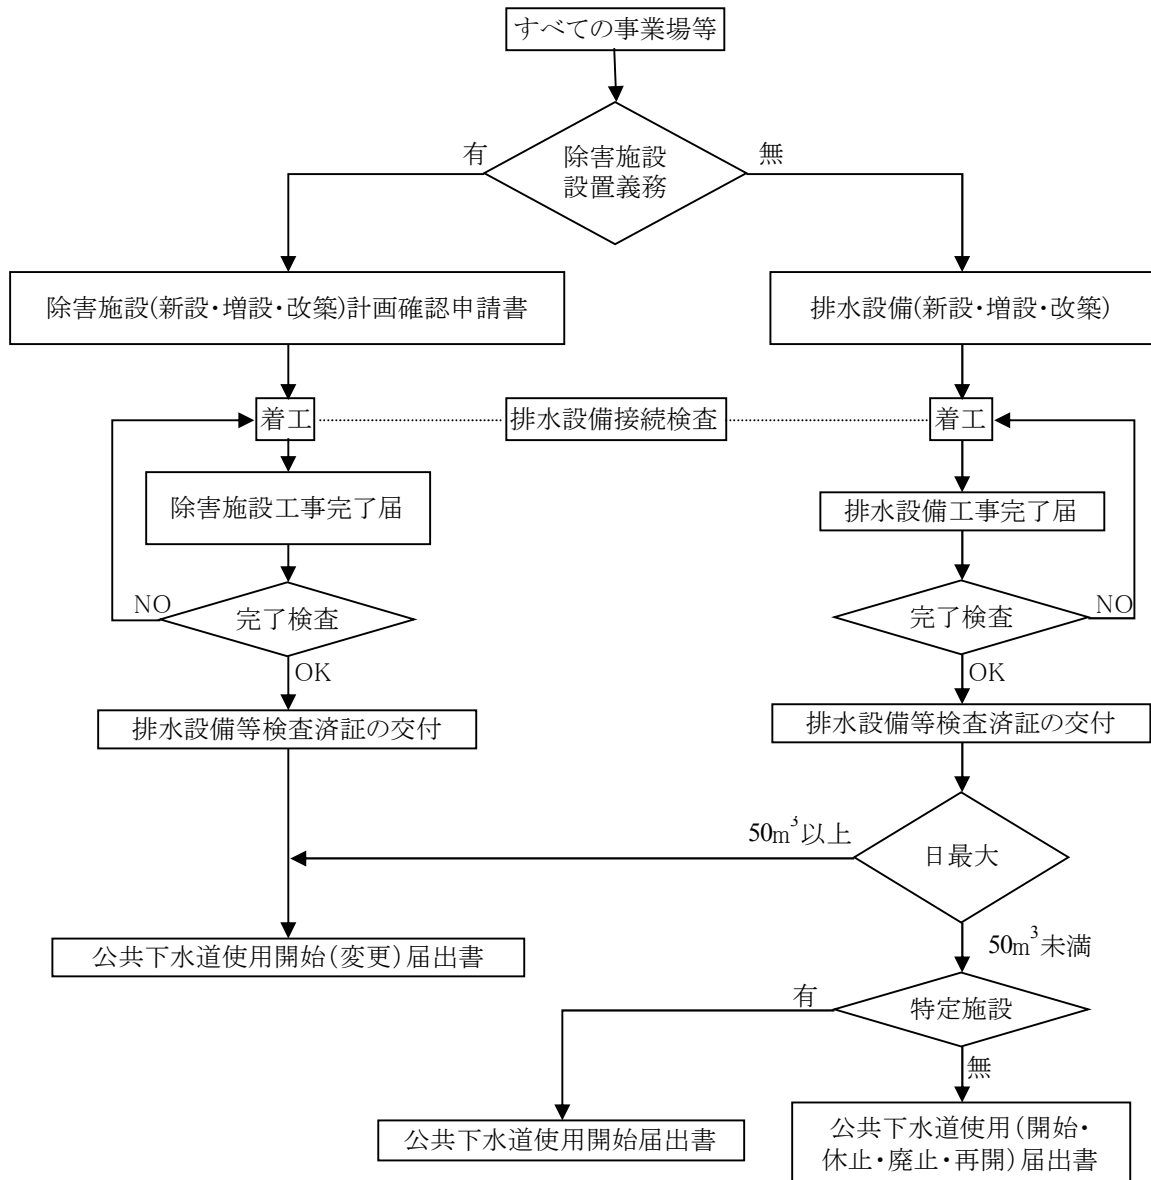 すべての事業場等
有
除害施設
設置義務
無
除害施設(新設・増設・改築)計画確認申請書
排水設備(新設・増設・改築)
着工
排水設備接続検査
着工
除害施設工事完了届
排水設備工事完了届
NO
完了検査
完了検査
NO
OK
OK
排水設備等検査済証の交付
排水設備等検査済証の交付
50m³以上
日最大
公共下水道使用開始(変更)届出書
50m³未満
有
特定施設
無
公共下水道使用開始届出書
公共下水道使用(開始・
休止・廃止・再開)届出書